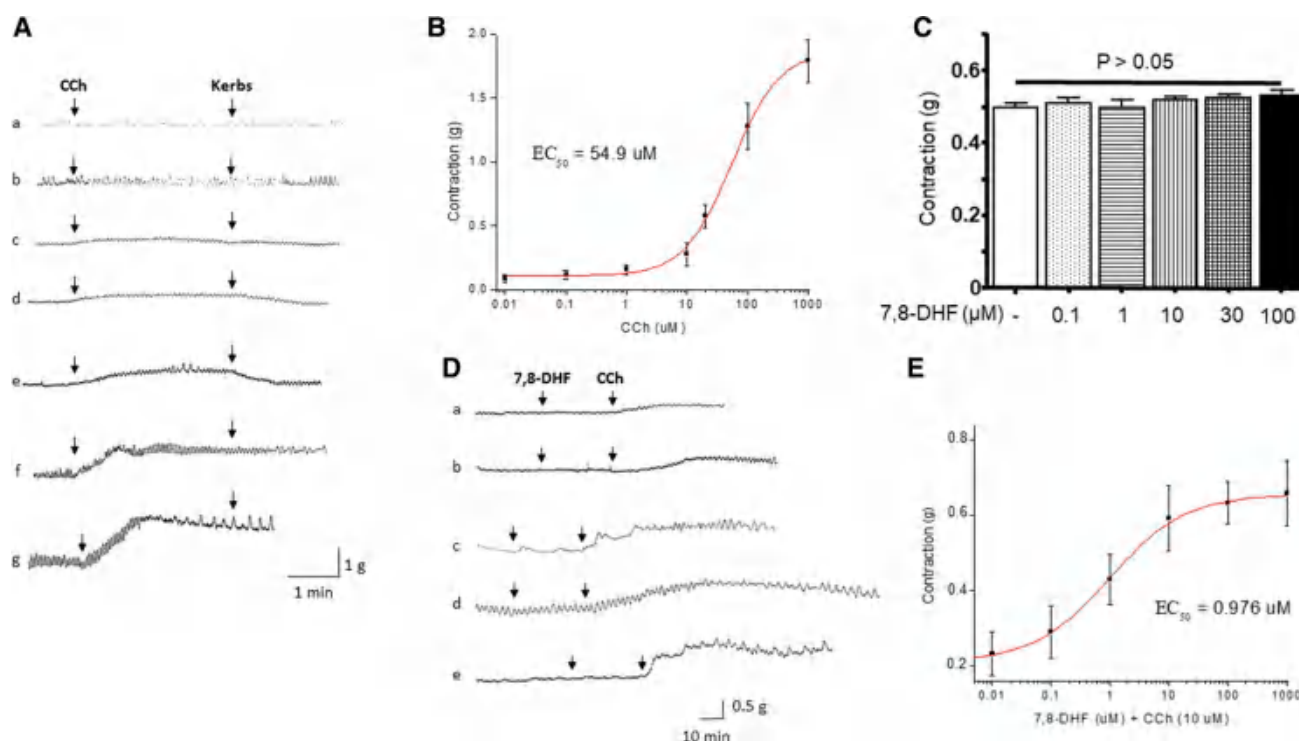 A
CCh Kerbs
a
b
c
d
e
f
g
1 g
1 min
B
2.0
1.5
1.0
0.5
0.0
Contraction (g)
EC50 = 54.9 uM
0.01 0.1 1 10 100 1000
CCh (uM)
C
P > 0.05
0.6
0.4
0.2
0
Contraction (g)
7,8-DHF (µM) - 0.1 1 10 30 100
D
7,8-DHF CCh
a
b
c
d
e
0.5 g
10 min
E
0.8
0.6
0.4
0.2
Contraction (g)
EC50 = 0.976 uM
0.01 0.1 1 10 100 1000
7,8-DHF (uM) + CCh (10 uM)